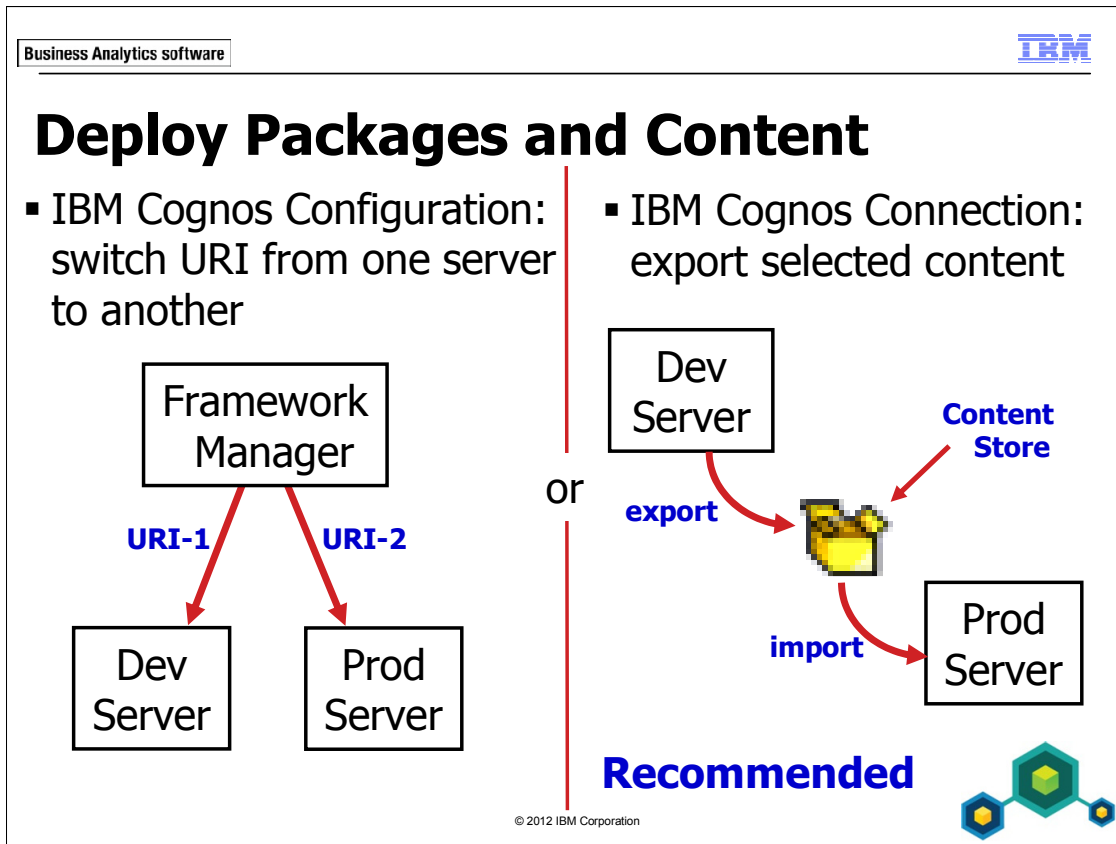 Business Analytics software
IBM
Deploy Packages and Content
▪ IBM Cognos Configuration:
switch URI from one server
to another
Framework
Manager
URI-1
URI-2
Dev
Server
Prod
Server
or
▪ IBM Cognos Connection:
export selected content
Dev
Server
Content
Store
export
import
Prod
Server
Recommended
© 2012 IBM Corporation